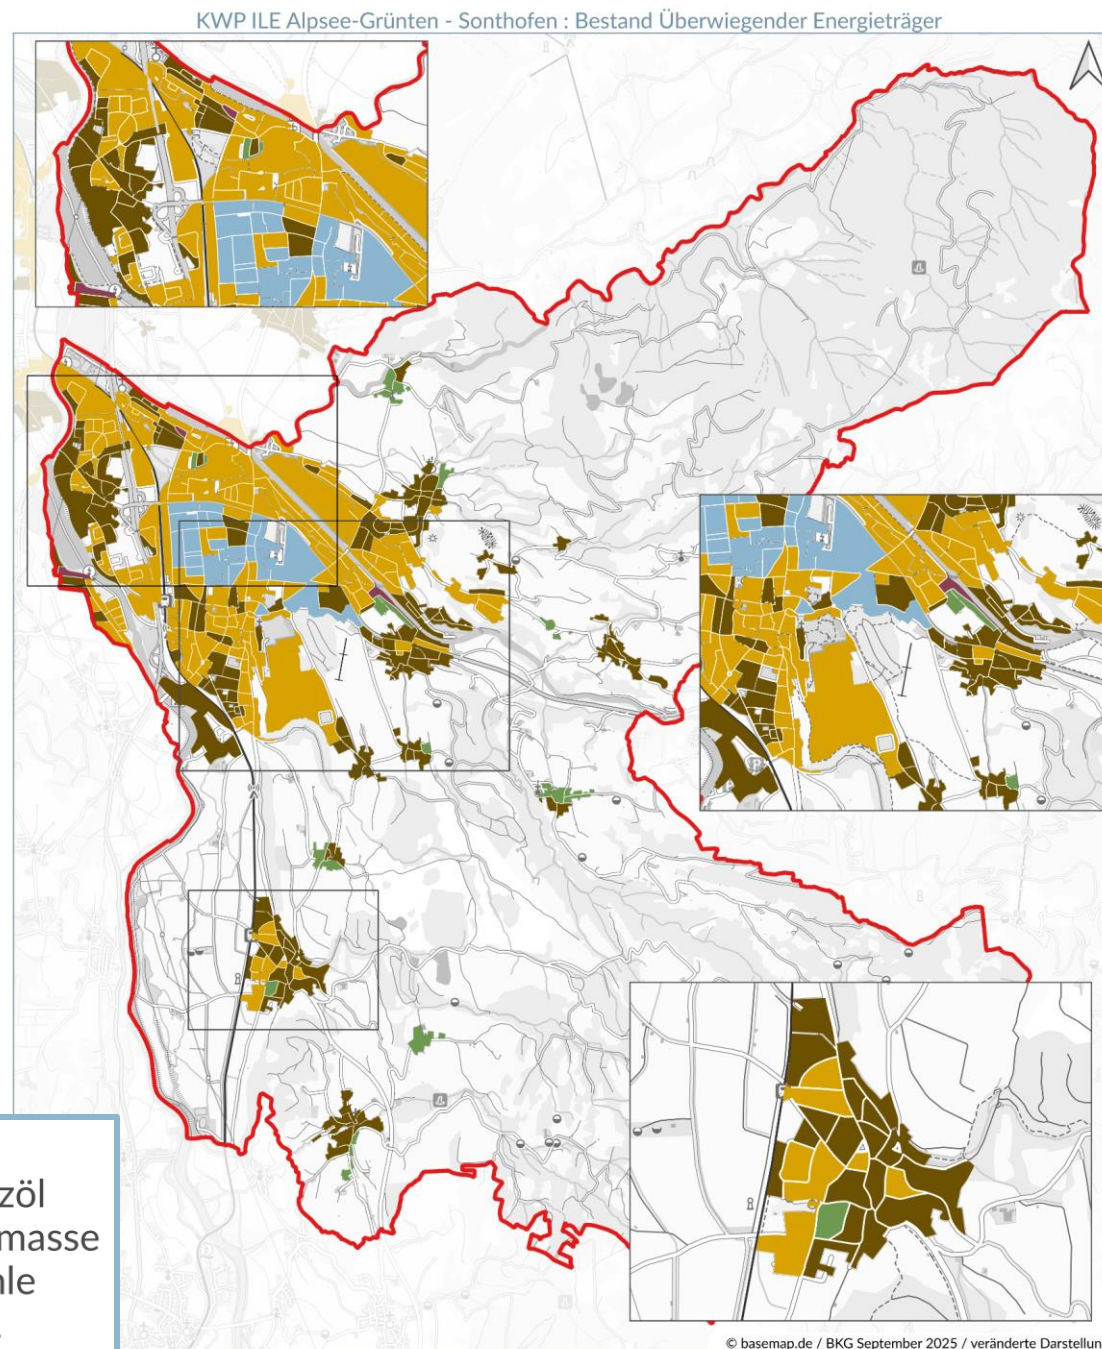 KWP ILE Alpsee-Grünten - Sonthofen : Bestand Überwiegender Energieträger
zöl
masse
hle
© basemap.de / BKG September 2025 / veränderte Darstellun